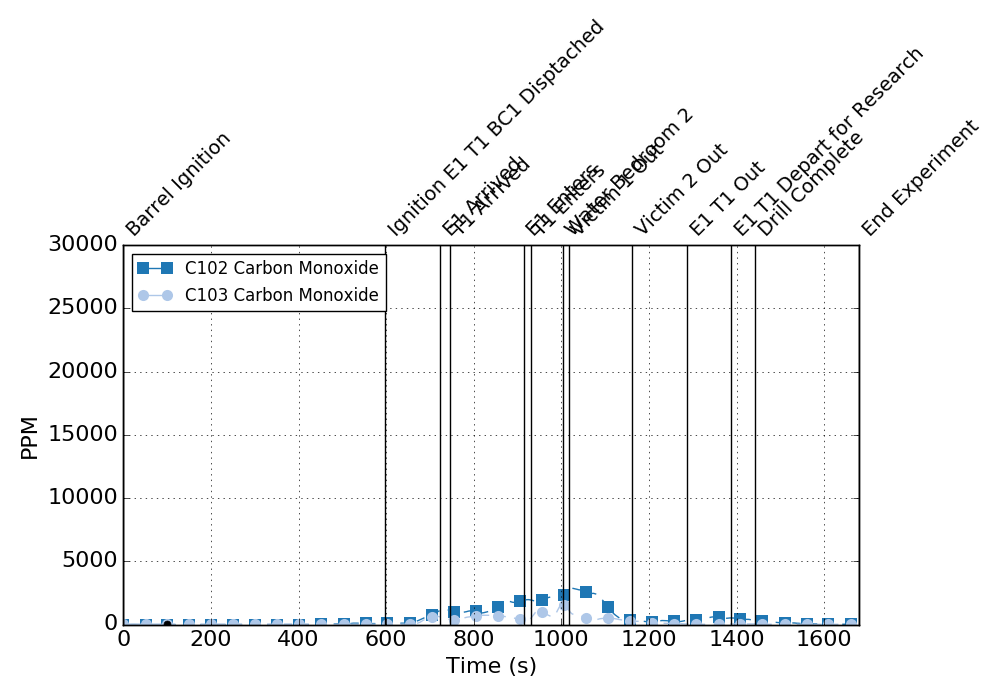 Barrel Ignition
Ignition E1 T1 BC1 Disptached
E1 Arrived
T1 Arrived
E1 Enters
T1 Enters
Water Bedroom 2
Victim 1 Out
Victim 2 Out
E1 T1 Out
E1 T1 Depart for Research
Drill Complete
End Experiment
C102 Carbon Monoxide
C103 Carbon Monoxide
30000
25000
20000
15000
10000
5000
0
PPM
0 200 400 600 800 1000 1200 1400 1600
Time (s)